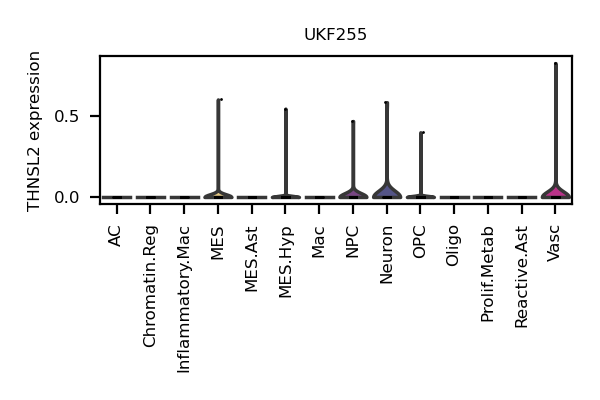 UKF255
THNSL2 expression
0.5
0.0
AC
Chromatin.Reg
Inflammatory.Mac
MES
MES.Ast
MES.Hyp
Mac
NPC
Neuron
OPC
Oligo
Prolif.Metab
Reactive.Ast
Vasc